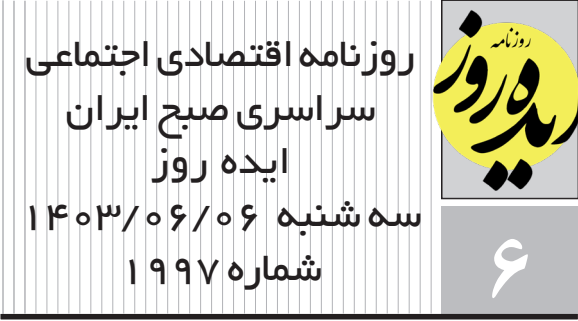 روزنامه اقتصادی اجتماعی
سراسری صبح ایران
ایده روز
سه شنبه ۱۴۰۳/۰۶/۰۶
شماره ۱۹۹۷
روزنامه
ایده روز
۶